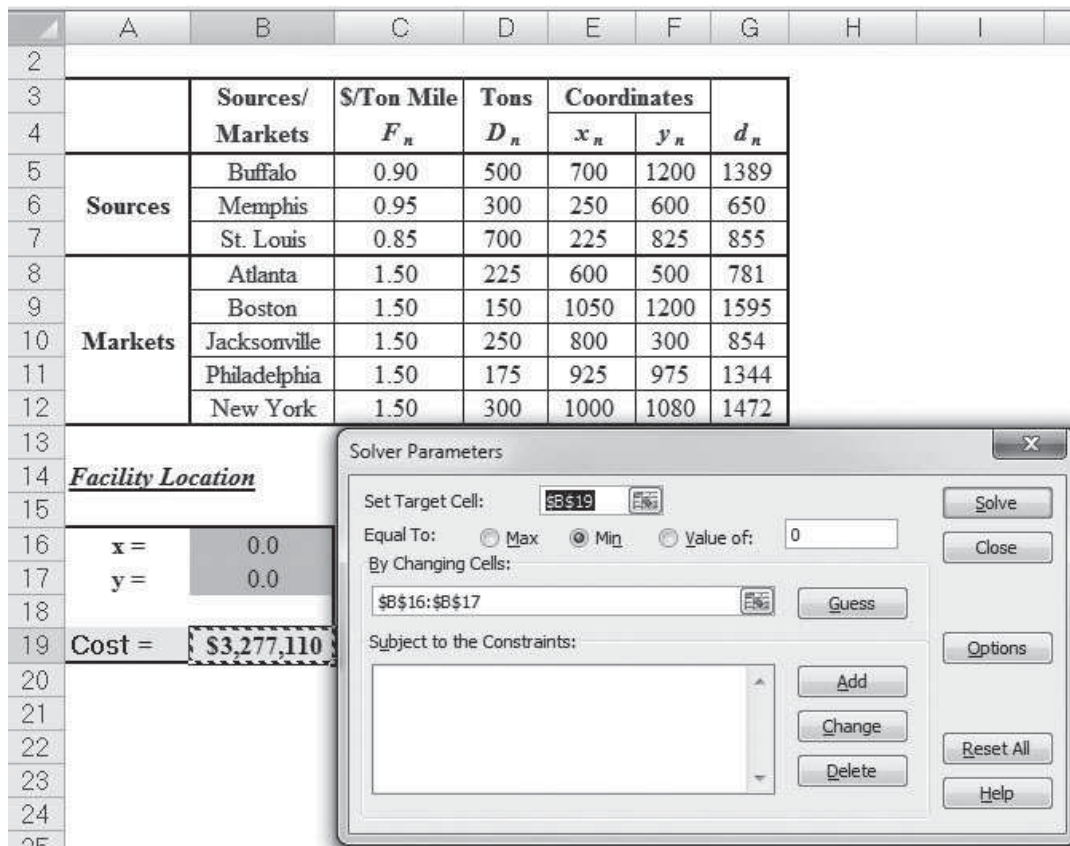 A B C D E F G H I
2
3 Sources/ $/Ton Mile Tons Coordinates
4 Markets F n D n x n y n d n
5 Buffalo 0.90 500 700 1200 1389
6 Sources Memphis 0.95 300 250 600 650
7 St. Louis 0.85 700 225 825 855
8 Atlanta 1.50 225 600 500 781
9 Boston 1.50 150 1050 1200 1595
10 Markets Jacksonville 1.50 250 800 300 854
11 Philadelphia 1.50 175 925 975 1344
12 New York 1.50 300 1000 1080 1472
13
14 Facility Location
15
16 x = 0.0
17 y = 0.0
18
19 Cost = $3,277,110
20
21
22
23
24
25
Solver Parameters
Set Target Cell: $B$19 Solve
Equal To: Max Min Value of: 0 Close
By Changing Cells:
$B$16:$B$17 Guess
Subject to the Constraints: Options
Add
Change
Reset All
Delete
Help